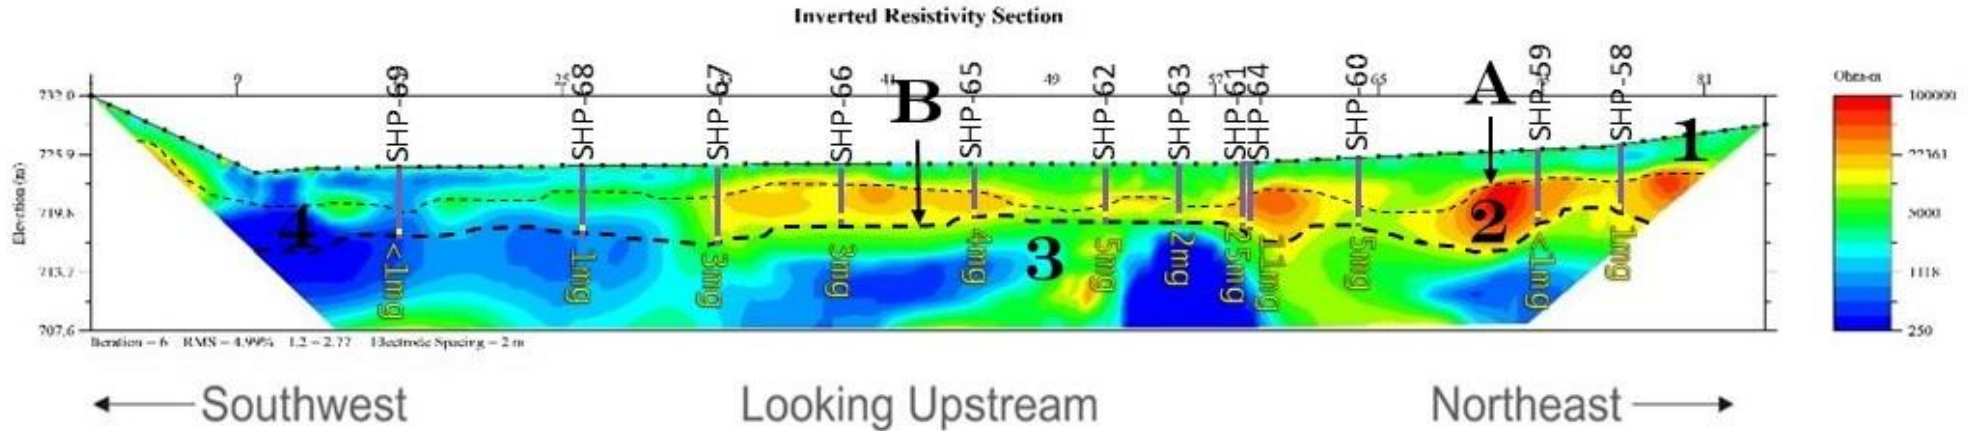 Inverted Resistivity Section
Ohm-m
9 25 41 49 57 65 81
SHP-69 SHP-68 SHP-67 SHP-66 SHP-65 SHP-62 SHP-63 SHP-61 SHP-64 SHP-60 SHP-59 SHP-58
B A
1
2
3
4
732.0
725.9
719.8
713.7
707.6
Elevation (m)
<1mg 1mg 3mg 3mg 4mg 5mg 2mg 25mg 11mg 5mg <1mg 1mg
100000
22361
5000
1118
250
Iteration = 6 RMS = 4.99% L2 = 2.77 Electrode Spacing = 2 m
Southwest Looking Upstream Northeast